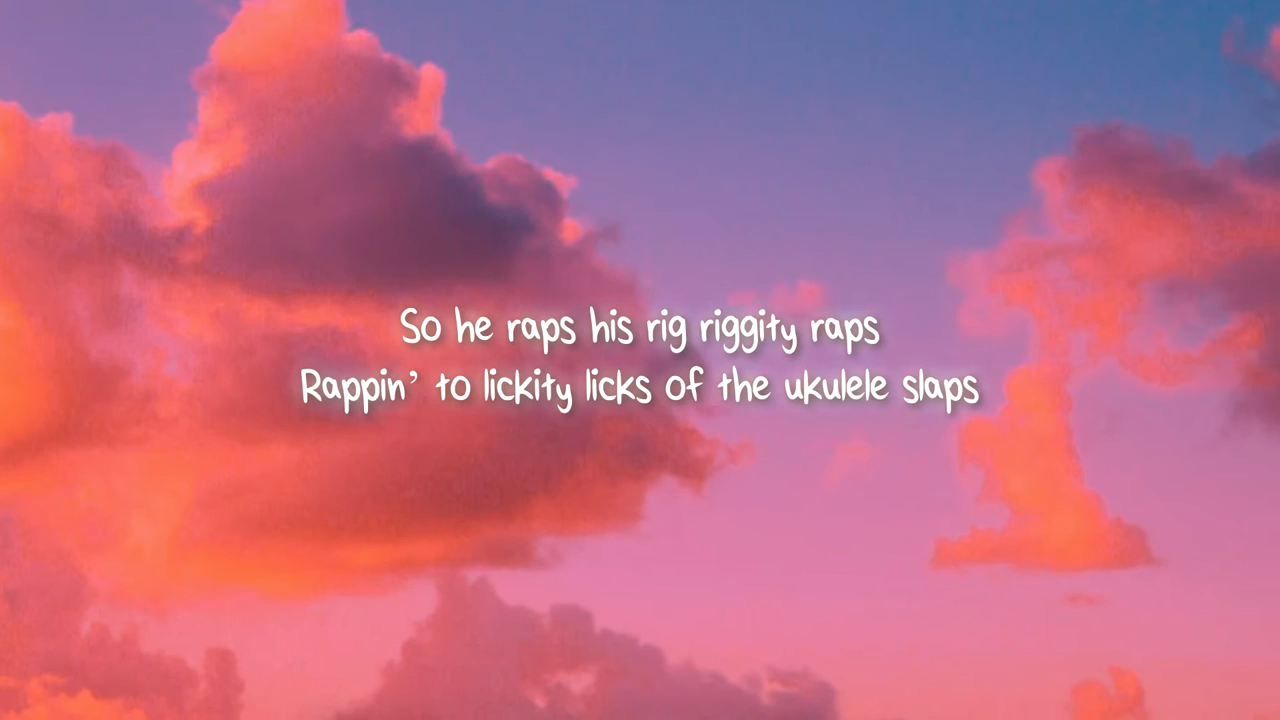 So he raps his rig riggity raps
Rappin’ to lickity licks of the ukulele slaps